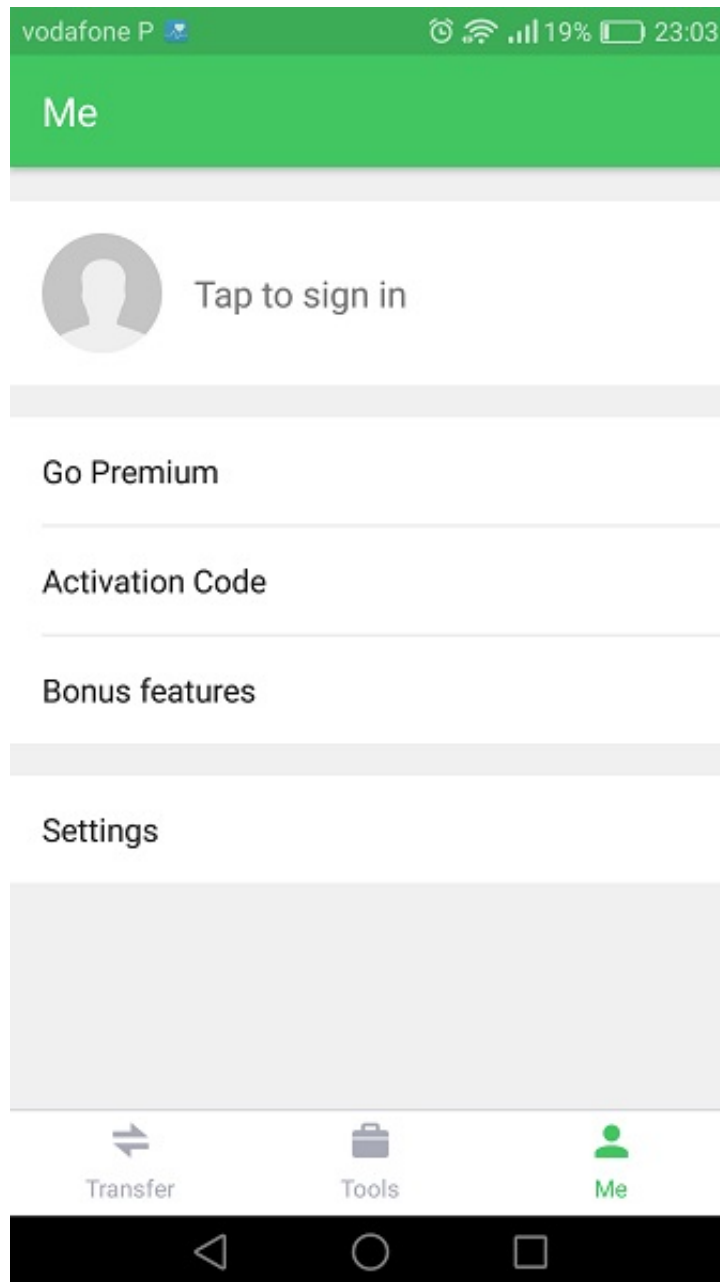 vodafone P 19% 23:03
Me
Tap to sign in
Go Premium
Activation Code
Bonus features
Settings
Transfer Tools Me